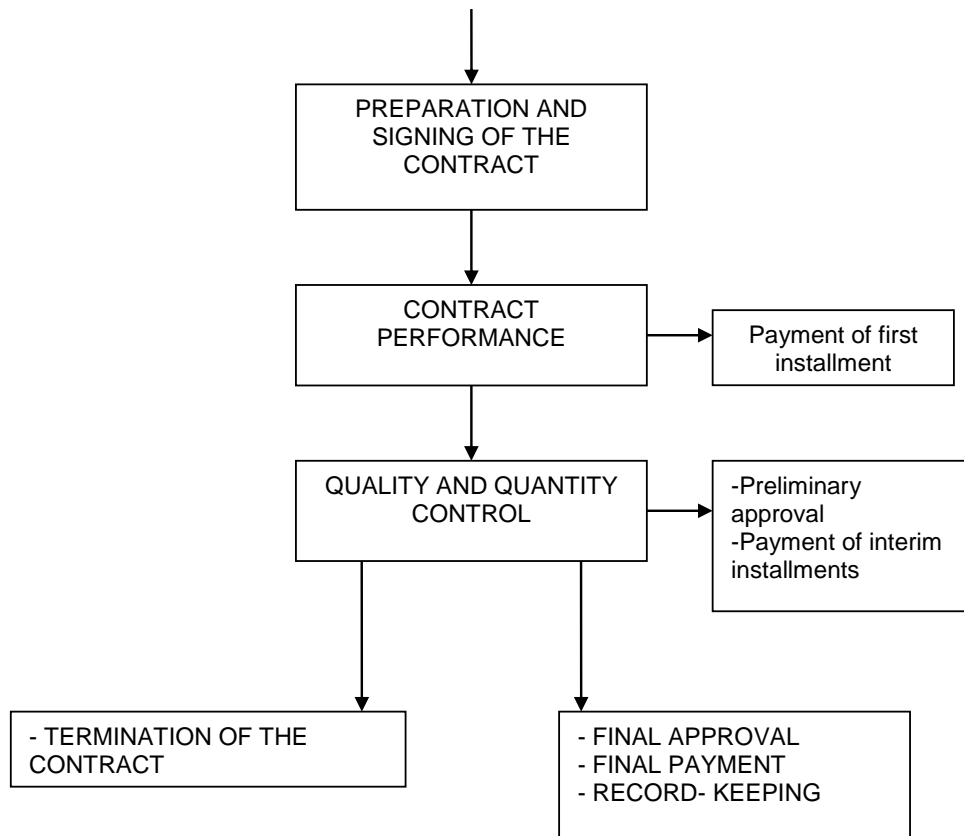 PREPARATION AND
SIGNING OF THE
CONTRACT
CONTRACT
PERFORMANCE
Payment of first
installment
QUALITY AND QUANTITY
CONTROL
-Preliminary
approval
-Payment of interim
installments
- TERMINATION OF THE
CONTRACT
- FINAL APPROVAL
- FINAL PAYMENT
- RECORD- KEEPING